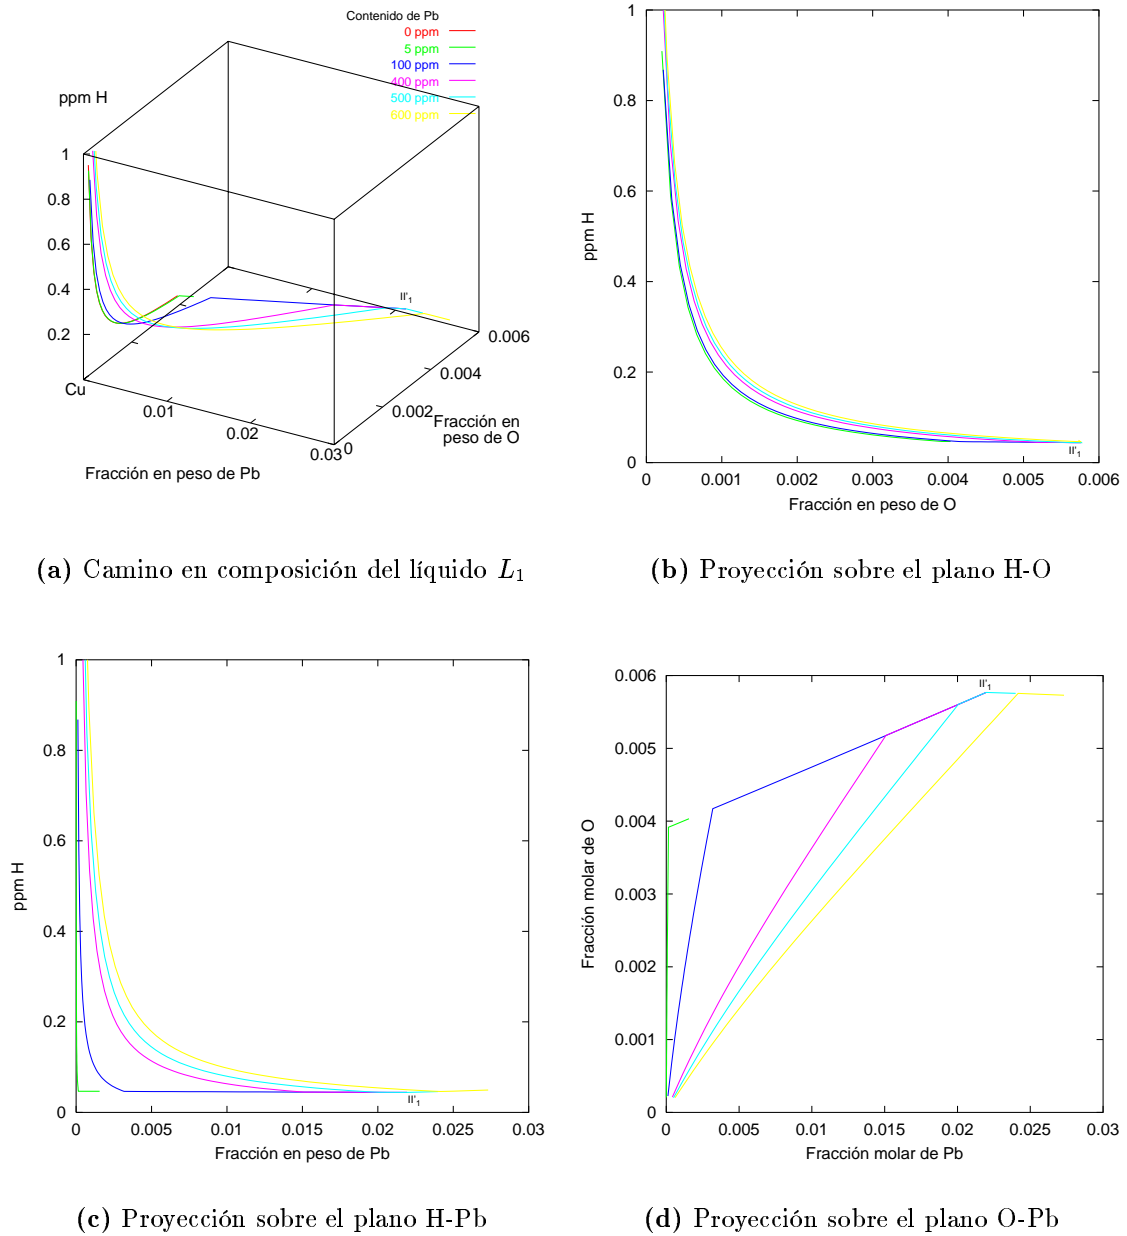 Contenido de Pb
0 ppm
5 ppm
100 ppm
400 ppm
500 ppm
600 ppm
ppm H
1
0.8
0.6
0.4
0.2
Cu
0.01
0.02
0.03
0
0.002
0.004
0.006
II'1
Fracción en
peso de O
Fracción en peso de Pb
(a) Camino en composición del líquido L1
1
0.8
0.6
0.4
0.2
0
ppm H
II'1
0 0.001 0.002 0.003 0.004 0.005 0.006
Fracción en peso de O
(b) Proyección sobre el plano H-O
1
0.8
0.6
0.4
0.2
0
ppm H
II'1
0 0.005 0.01 0.015 0.02 0.025 0.03
Fracción en peso de Pb
(c) Proyección sobre el plano H-Pb
0.006
0.005
0.004
0.003
0.002
0.001
0
Fracción molar de O
II'1
0 0.005 0.01 0.015 0.02 0.025 0.03
Fracción molar de Pb
(d) Proyección sobre el plano O-Pb